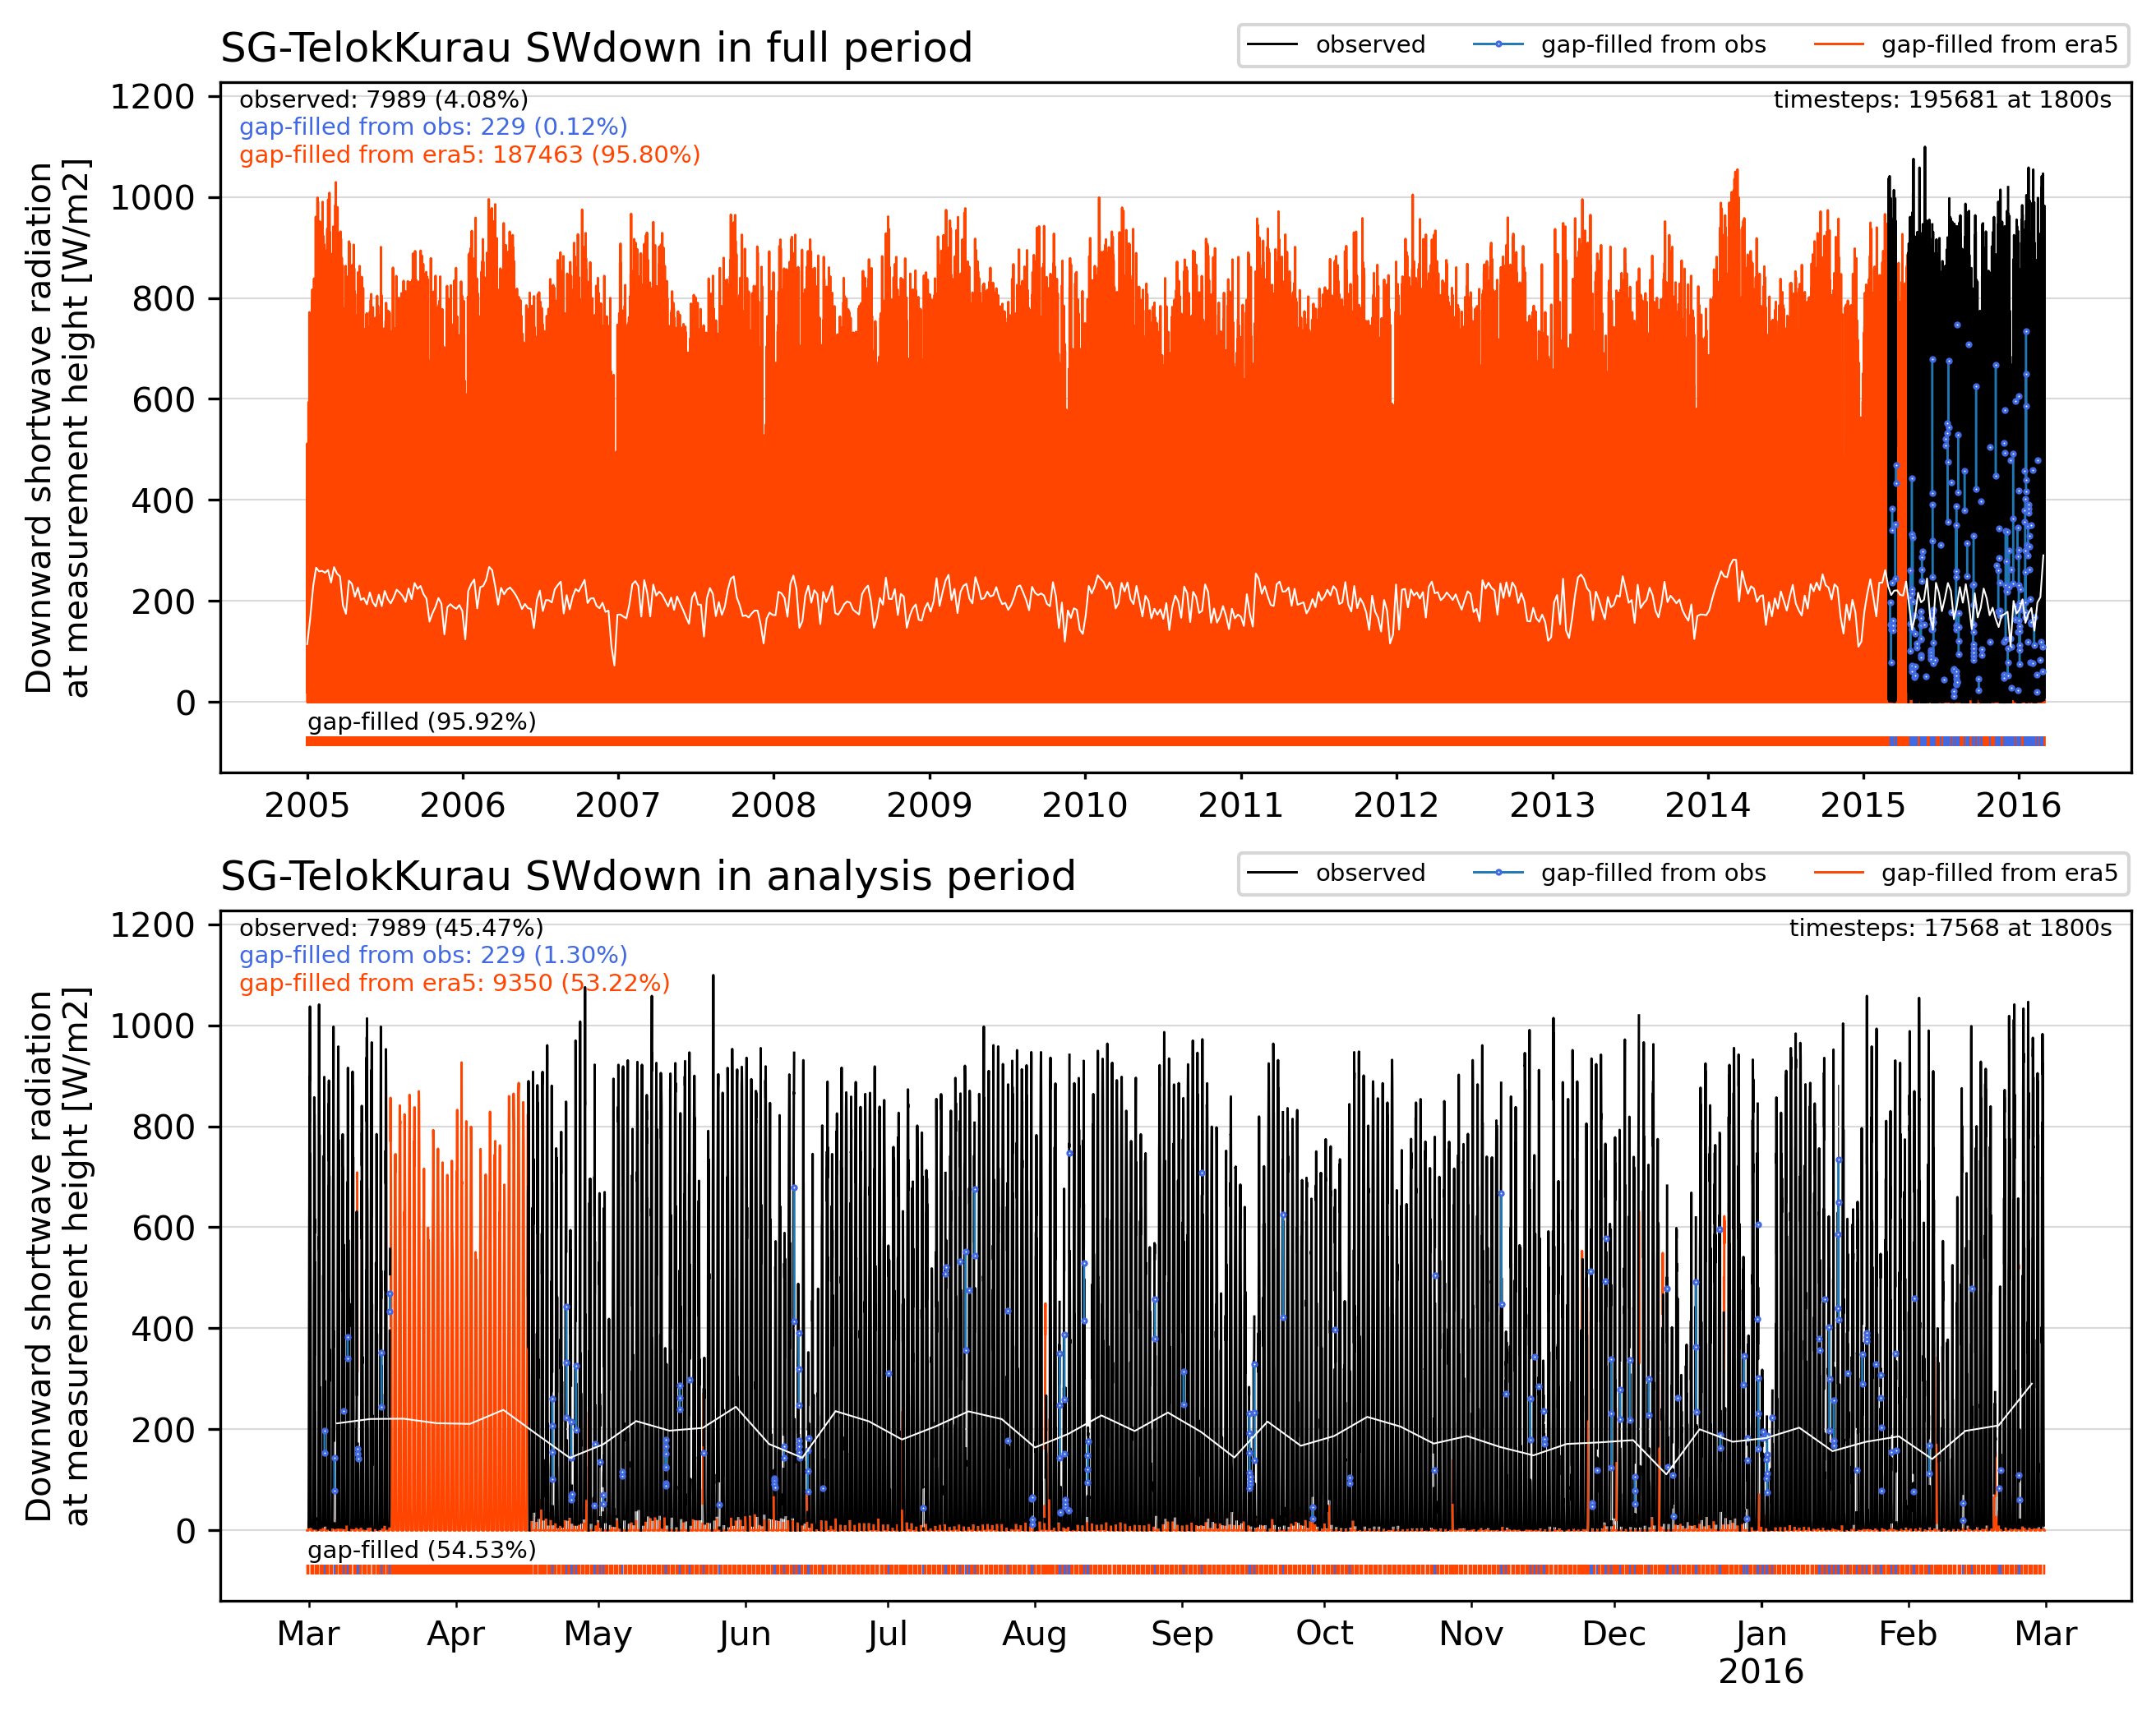 SG-TelokKurau SWdown in full period
observed
gap-filled from obs
gap-filled from era5
observed: 7989 (4.08%)
gap-filled from obs: 229 (0.12%)
gap-filled from era5: 187463 (95.80%)
timesteps: 195681 at 1800s
Downward shortwave radiation
at measurement height [W/m2]
1200
1000
800
600
400
200
0
gap-filled (95.92%)
2005 2006 2007 2008 2009 2010 2011 2012 2013 2014 2015 2016
SG-TelokKurau SWdown in analysis period
observed
gap-filled from obs
gap-filled from era5
observed: 7989 (45.47%)
gap-filled from obs: 229 (1.30%)
gap-filled from era5: 9350 (53.22%)
timesteps: 17568 at 1800s
Downward shortwave radiation
at measurement height [W/m2]
1200
1000
800
600
400
200
0
gap-filled (54.53%)
Mar Apr May Jun Jul Aug Sep Oct Nov Dec Jan Feb Mar
2016